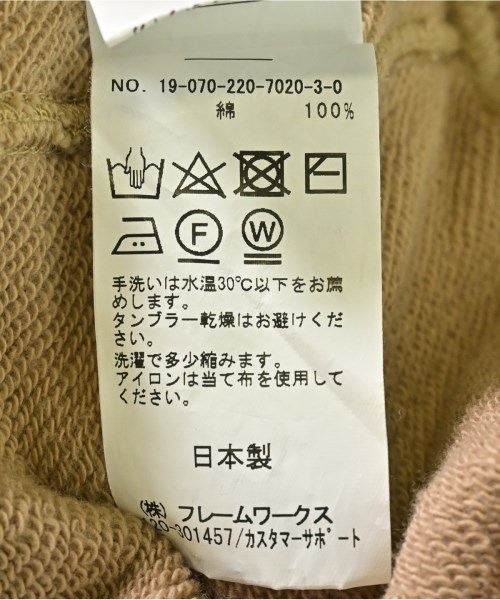 NO. 19-070-220-7020-3-0
綿 100%
F W
手洗いは水温30℃以下をお薦
めします。
タンブラー乾燥はお避けくだ
さい。
洗濯で多少縮みます。
アイロンは当て布を使用して
ください。
日本製
(株) フレームワークス
20-301457/カスタマーサポート